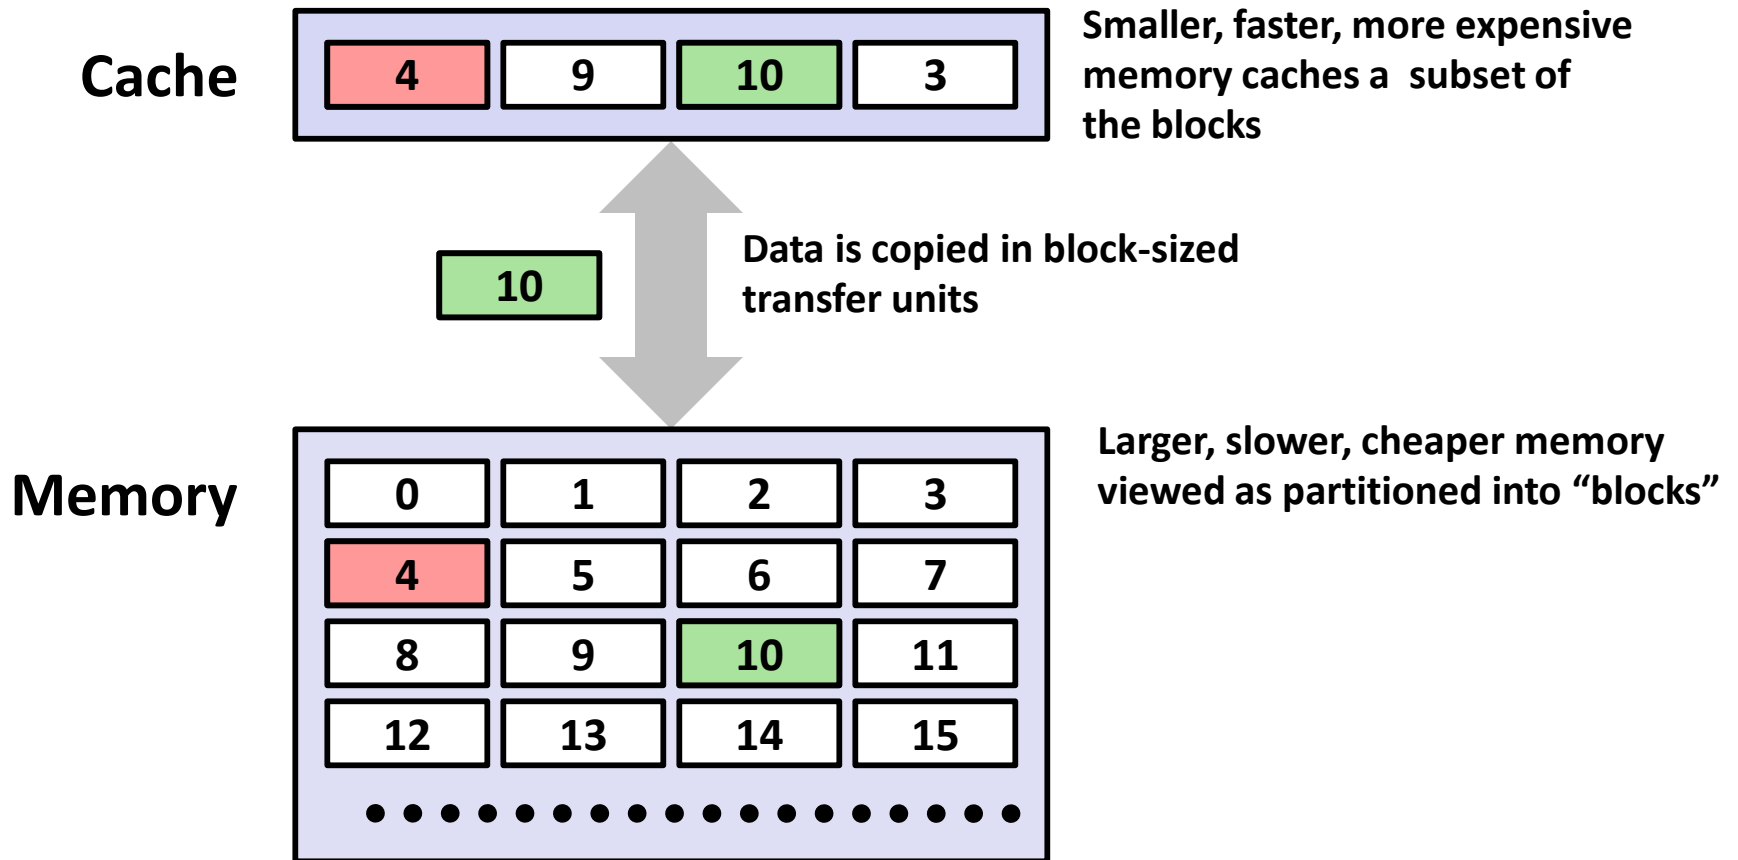 Cache
4 9 10 3
Smaller, faster, more expensive
memory caches a  subset of
the blocks
10
Data is copied in block-sized
transfer units
Memory
Larger, slower, cheaper memory
viewed as partitioned into “blocks”
0 1 2 3
4 5 6 7
8 9 10 11
12 13 14 15